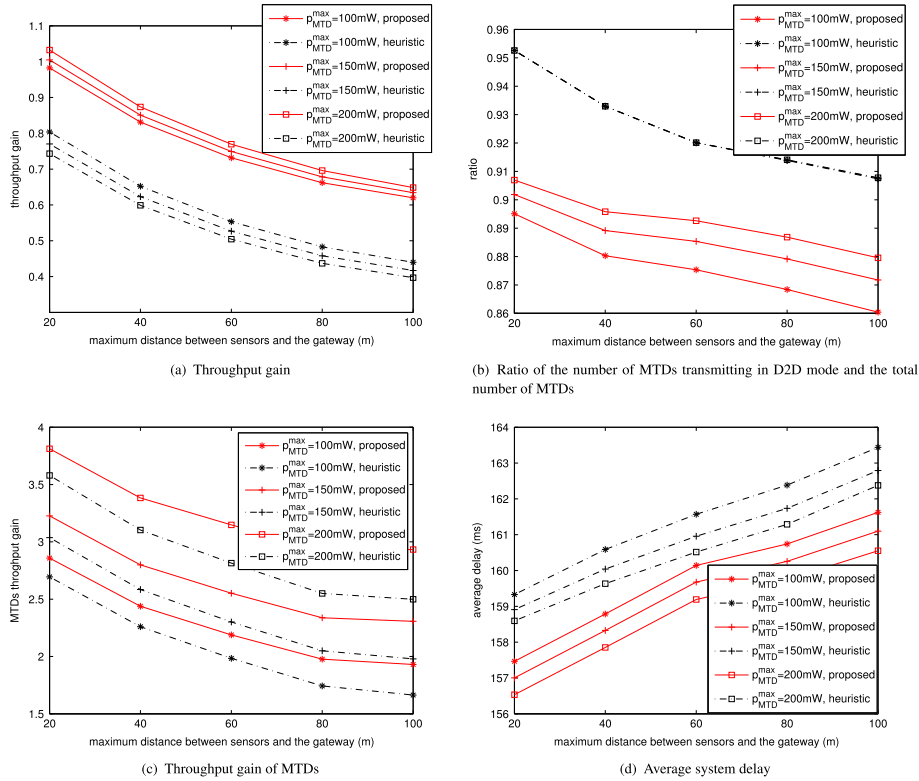 p_MTD^max=100mW, proposed
p_MTD^max=100mW, heuristic
p_MTD^max=150mW, proposed
p_MTD^max=150mW, heuristic
p_MTD^max=200mW, proposed
p_MTD^max=200mW, heuristic
1.1
1
0.9
0.8
0.7
0.6
0.5
0.4
throughput gain
20 40 60 80 100
maximum distance between sensors and the gateway (m)
(a) Throughput gain
p_MTD^max=100mW, proposed
p_MTD^max=100mW, heuristic
p_MTD^max=150mW, proposed
p_MTD^max=150mW, heuristic
p_MTD^max=200mW, proposed
p_MTD^max=200mW, heuristic
0.96
0.95
0.94
0.93
0.92
0.91
0.9
0.89
0.88
0.87
0.86
ratio
20 40 60 80 100
maximum distance between sensors and the gateway (m)
(b) Ratio of the number of MTDs transmitting in D2D mode and the total
number of MTDs
p_MTD^max=100mW, proposed
p_MTD^max=100mW, heuristic
p_MTD^max=150mW, proposed
p_MTD^max=150mW, heuristic
p_MTD^max=200mW, proposed
p_MTD^max=200mW, heuristic
4
3.5
3
2.5
2
1.5
MTDs throghput gain
20 40 60 80 100
maximum distance between sensors and the gateway (m)
(c) Throughput gain of MTDs
164
163
162
161
160
159
158
157
156
average delay (ms)
p_MTD^max=100mW, proposed
p_MTD^max=100mW, heuristic
p_MTD^max=150mW, proposed
p_MTD^max=150mW, heuristic
p_MTD^max=200mW, proposed
p_MTD^max=200mW, heuristic
20 40 60 80 100
maximum distance between sensors and the gateway (m)
(d) Average system delay